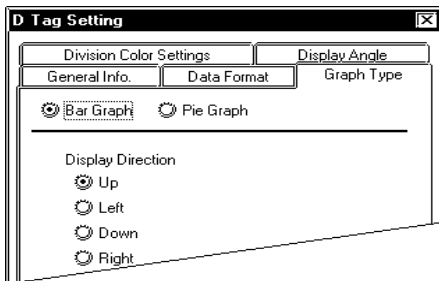 D Tag Setting
Division Color Settings Display Angle
General Info. Data Format Graph Type
Bar Graph Pie Graph
Display Direction
Up
Left
Down
Right